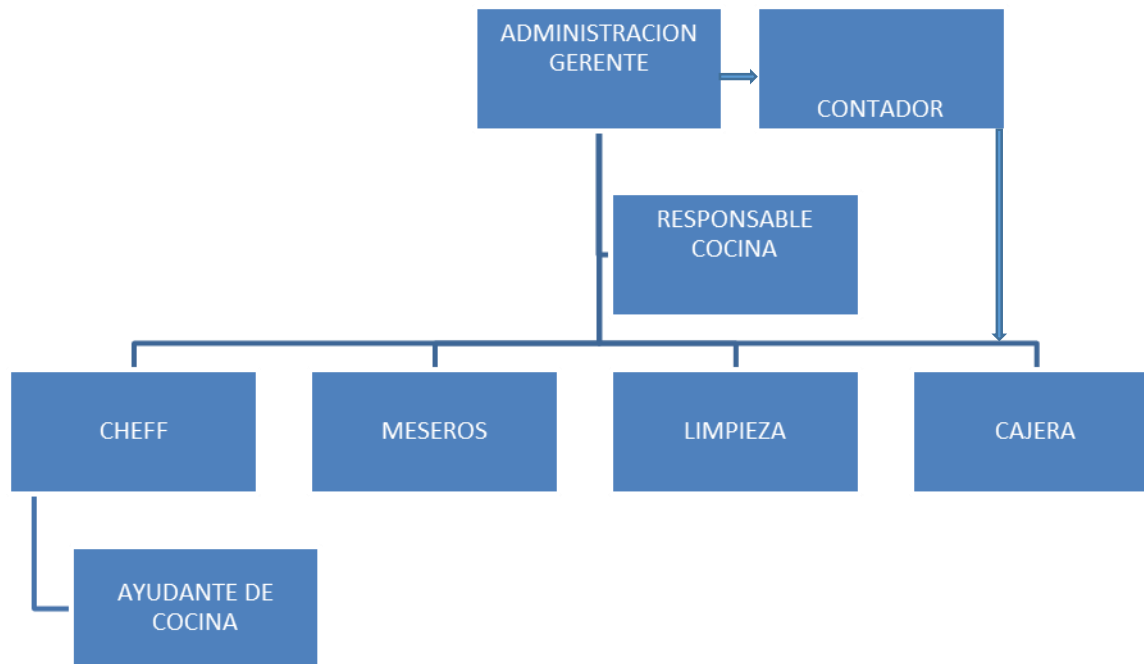 ADMINISTRACION
GERENTE
CONTADOR
RESPONSABLE
COCINA
CHEFF
MESEROS
LIMPIEZA
CAJERA
AYUDANTE DE
COCINA